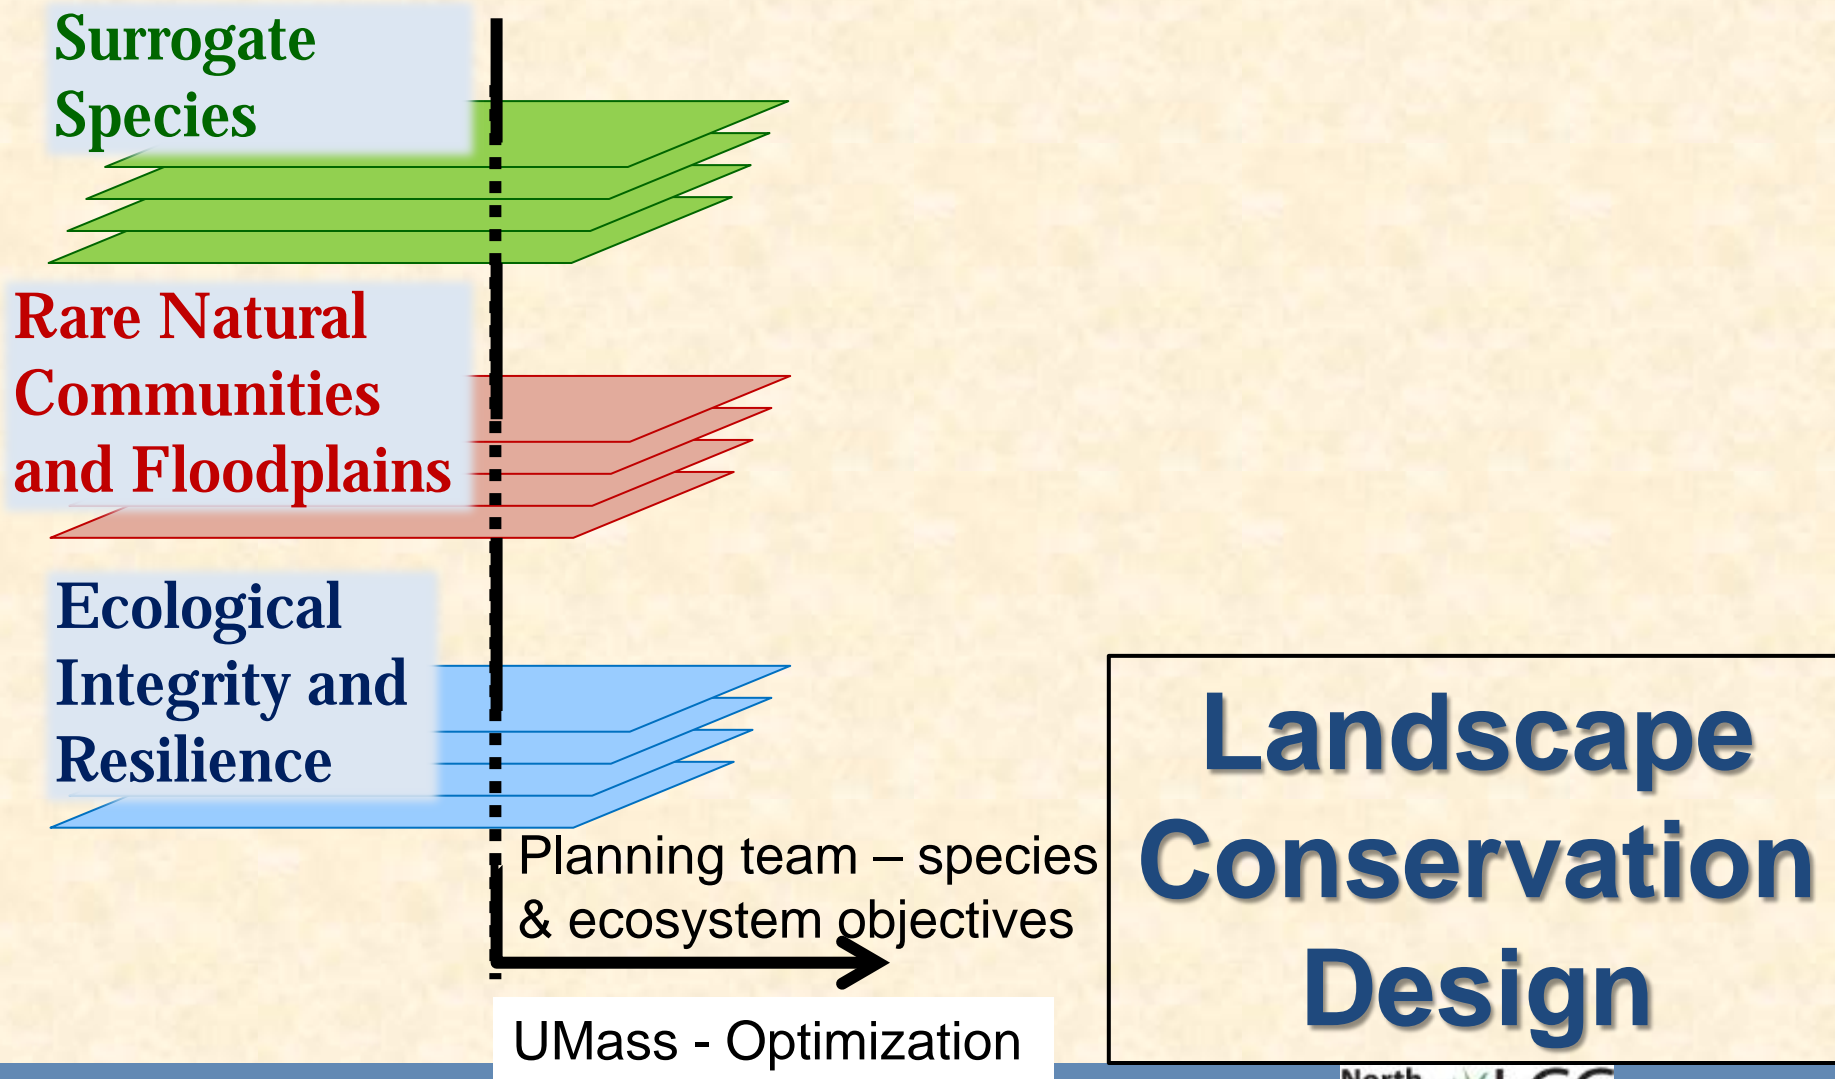 Surrogate
Species
Rare Natural
Communities
and Floodplains
Ecological
Integrity and
Resilience
Planning team – species
& ecosystem objectives
UMass - Optimization
Landscape
Conservation
Design
North